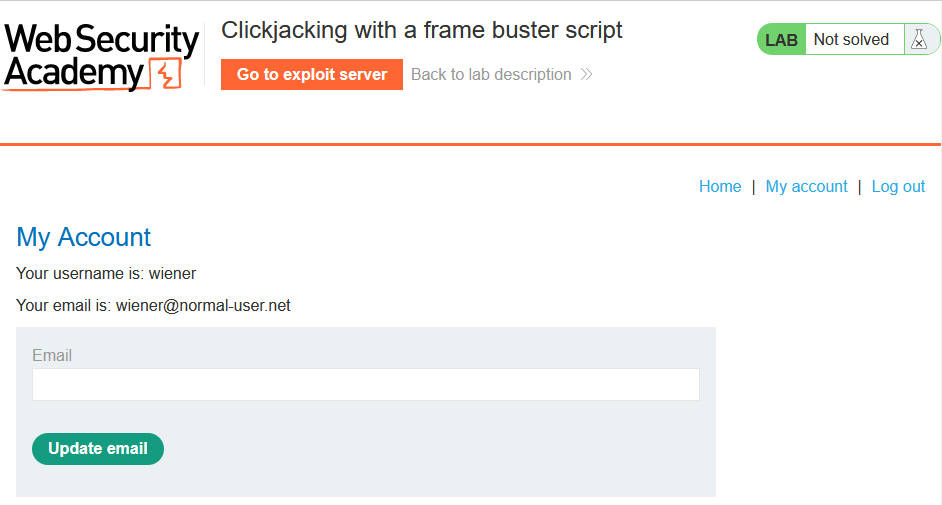 Web Security
Academy
Clickjacking with a frame buster script
Go to exploit server
Back to lab description
LAB
Not solved
Home | My account | Log out
My Account
Your username is: wiener
Your email is: wiener@normal-user.net
Email
Update email